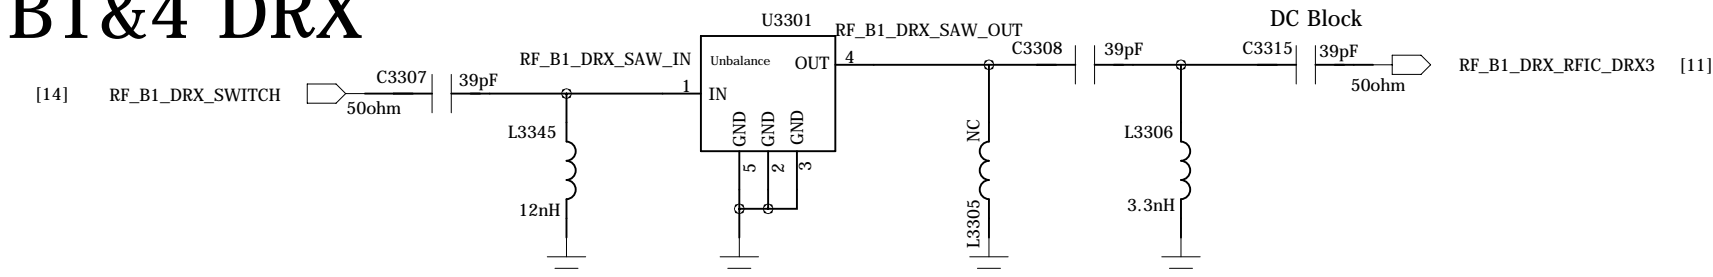 B1&4 DRX
U3301
DC Block
RF_B1_DRX_SAW_OUT
RF_B1_DRX_SAW_IN
Unbalance
OUT
4
C3308
39pF
C3315
39pF
RF_B1_DRX_RFIC_DRX3
[11]
50ohm
[14]
RF_B1_DRX_SWITCH
C3307
39pF
50ohm
1
IN
GND
GND
GND
5
2
3
L3345
12nH
NC
L3305
L3306
3.3nH